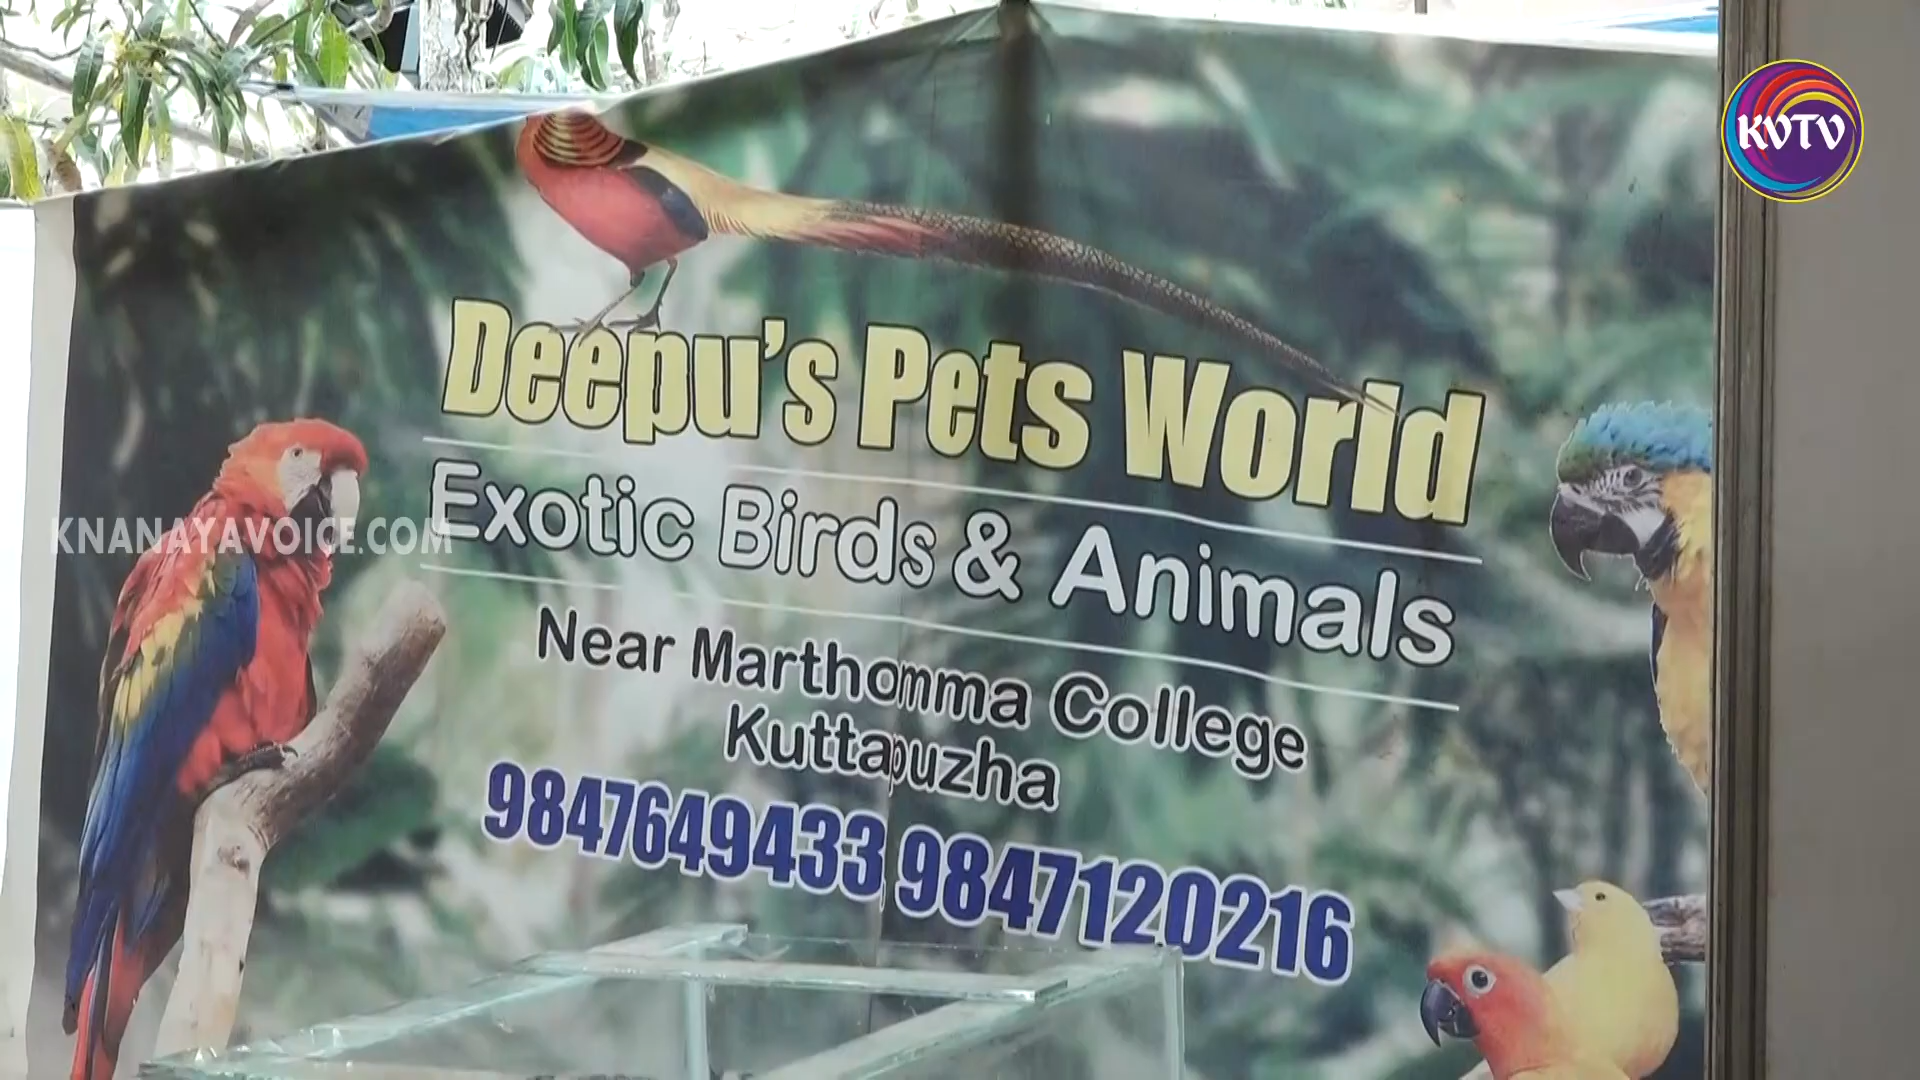 KVTV
Deepu's Pets World
KNANAYAVOICE.COM
Exotic Birds & Animals
Near Marthomma College
Kuttapuzha
9847649433 9847120216